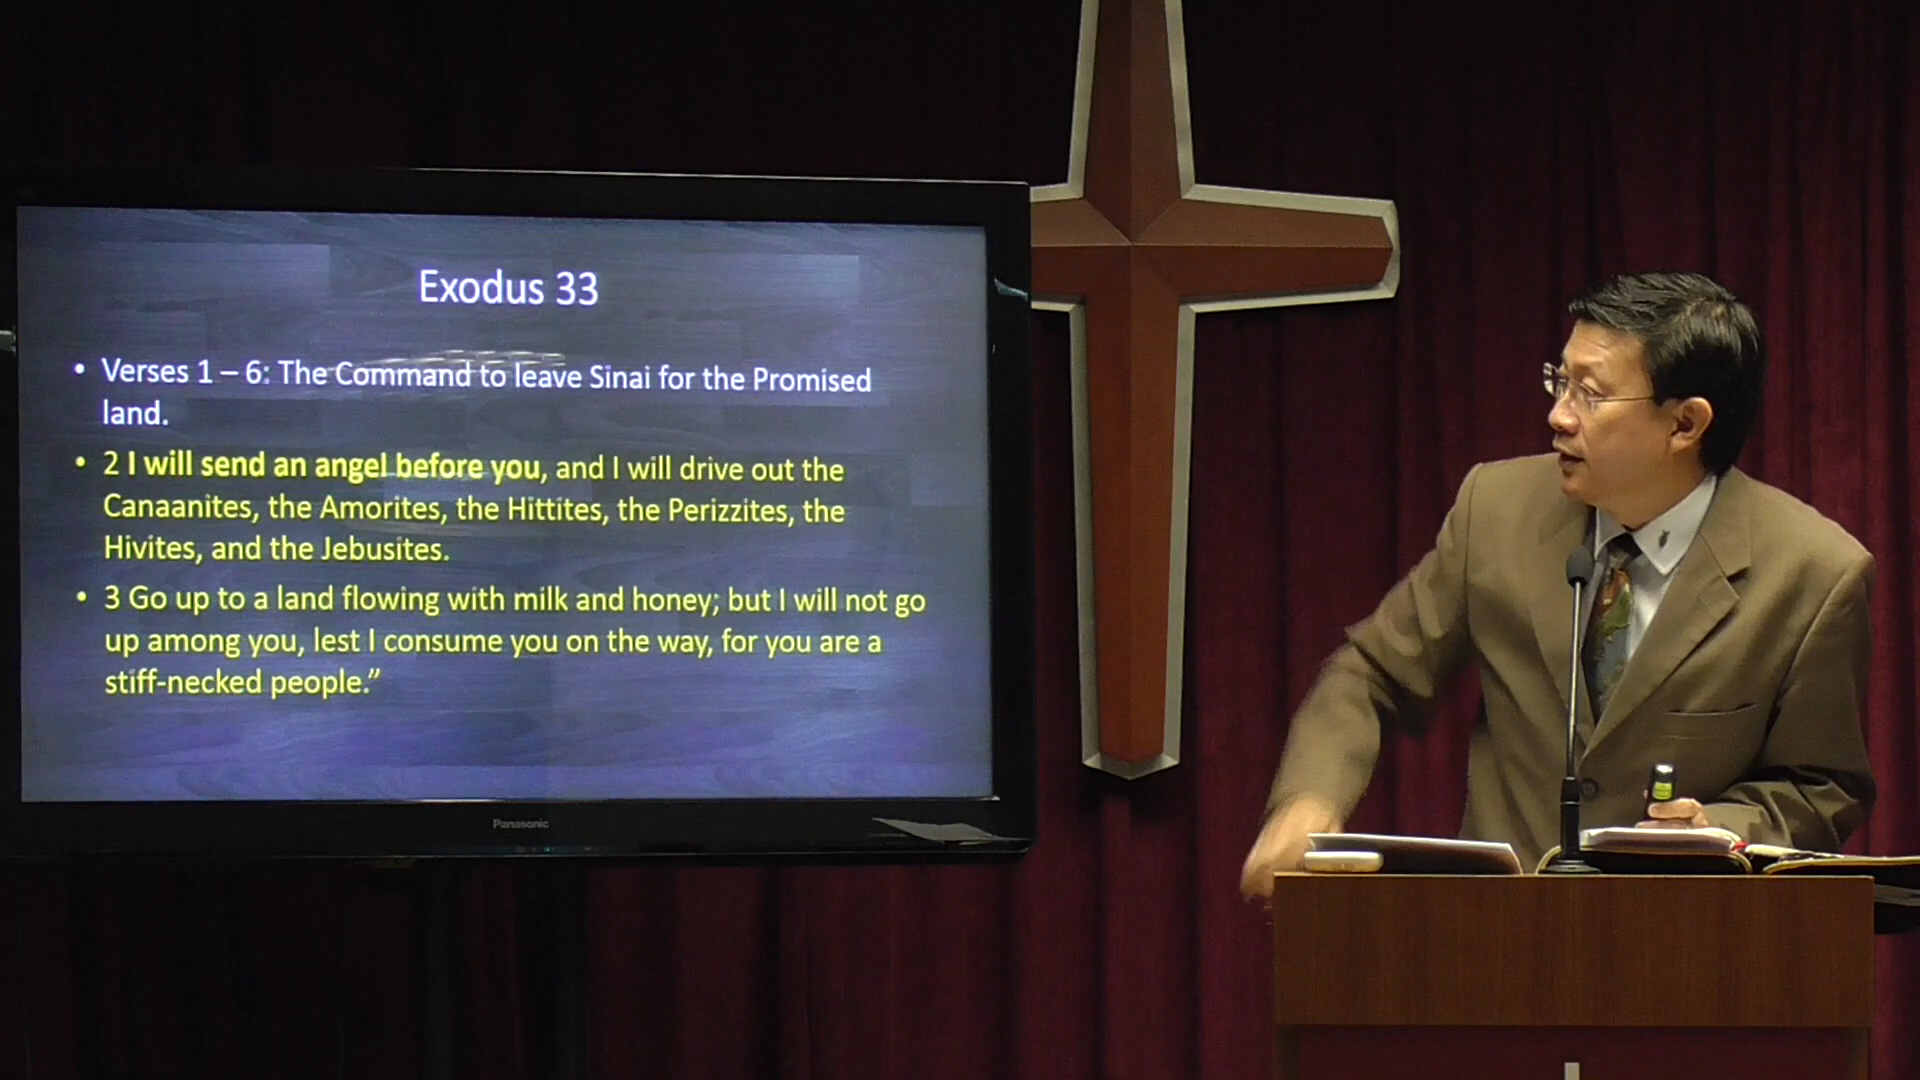 Exodus 33
• Verses 1 – 6: The Command to leave Sinai for the Promised
land.
• 2 I will send an angel before you, and I will drive out the
Canaanites, the Amorites, the Hittites, the Perizzites, the
Hivites, and the Jebusites.
• 3 Go up to a land flowing with milk and honey; but I will not go
up among you, lest I consume you on the way, for you are a
stiff-necked people.”
Panasonic